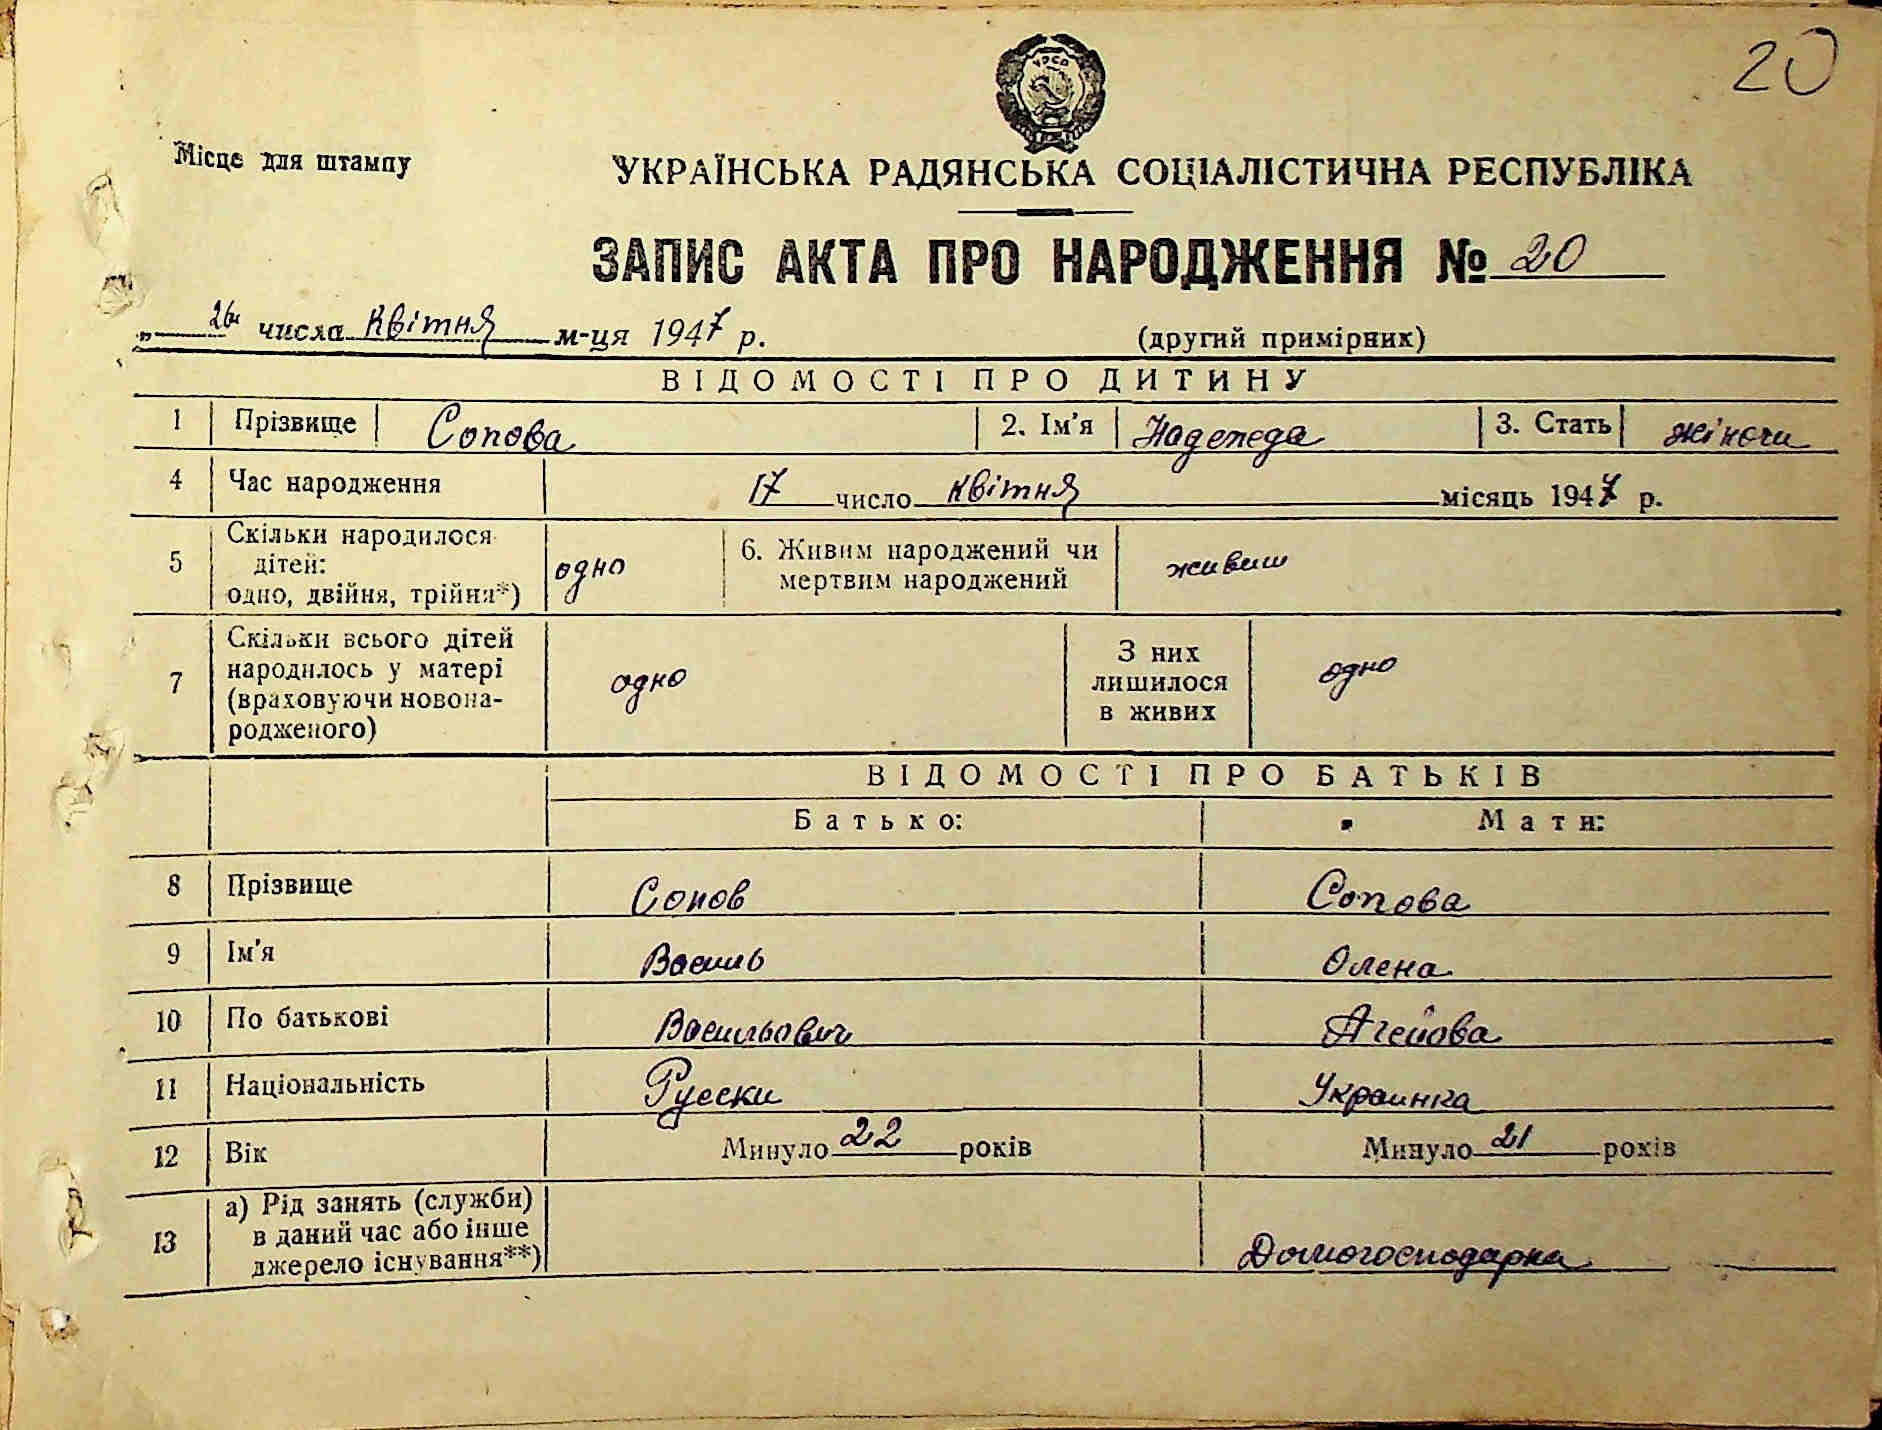 20
УРСР
Місце для штампу
УКРАЇНСЬКА РАДЯНСЬКА СОЦІАЛІСТИЧНА РЕСПУБЛІКА
ЗАПИС АКТА ПРО НАРОДЖЕННЯ № 20
„ 26 числа квітня м-ця 1947 р. (другий примірник)
ВІДОМОСТІ ПРО ДИТИНУ
1 Прізвище Сопова 2. Ім'я Надежда 3. Стать жіночи
4 Час народження 17 число квітня місяць 1947 р.
5 Скільки народилося дітей: одно, двійня, трійня*) одно 6. Живим народжений чи мертвим народжений живим
7 Скільки всього дітей народилось у матері (враховуючи новонародженого) одно З них лишилося в живих одно
ВІДОМОСТІ ПРО БАТЬКІВ
Батько: Мати:
8 Прізвище Сопов Сопова
9 Ім'я Василь Олена
10 По батькові Васильович Агейова
11 Національність Русски Украинка
12 Вік Минуло 22 років Минуло 21 років
13 а) Рід занять (служби) в даний час або інше джерело існування**) Домогосподарка